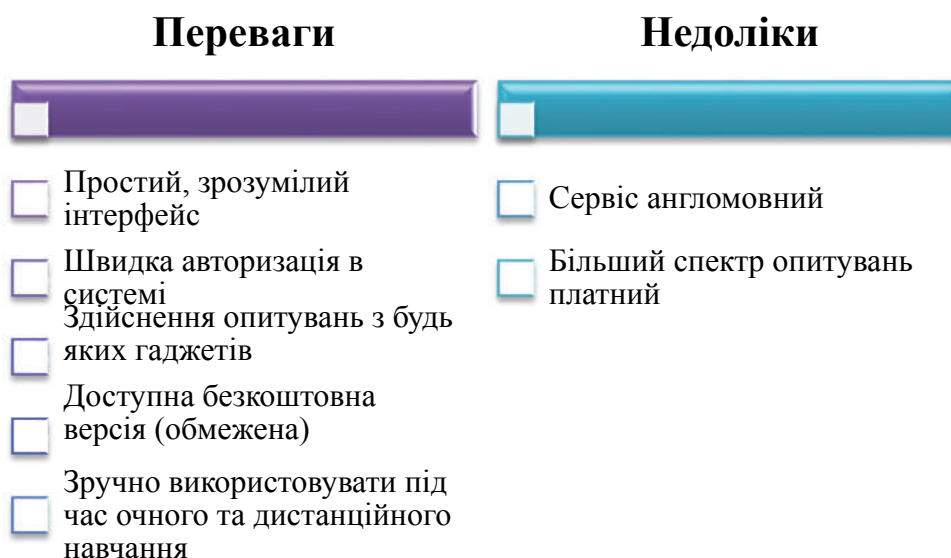 Переваги
Простий, зрозумілий
інтерфейс
Швидка авторизація в
системі
Здійснення опитувань з будь
яких гаджетів
Доступна безкоштовна
версія (обмежена)
Зручно використовувати під
час очного та дистанційного
навчання
Недоліки
Сервіс англомовний
Більший спектр опитувань
платний